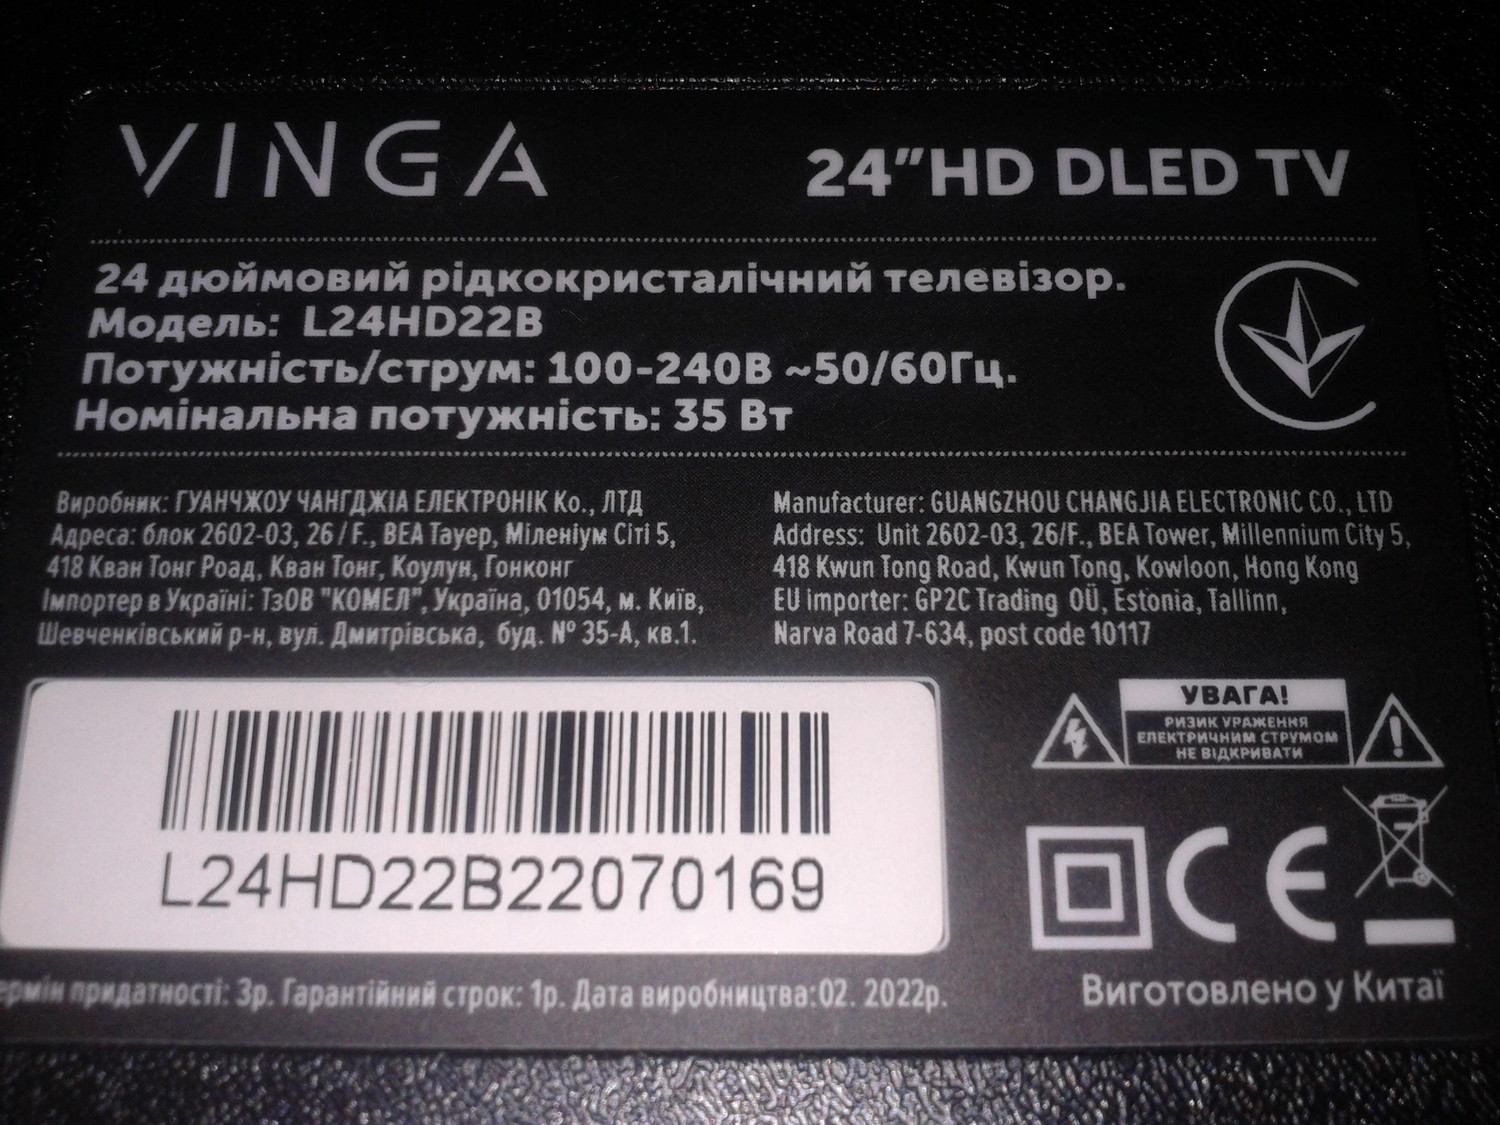 VINGA
24"HD DLED TV
24 дюймовий рідкокристалічний телевізор.
Модель: L24HD22B
Потужність/струм: 100-240В ~50/60Гц.
Номінальна потужність: 35 Вт
Виробник: ГУАНЧЖОУ ЧАНГДЖІА ЕЛЕКТРОНІК Ко., ЛТД
Адреса: блок 2602-03, 26 / F., BEA Тауер, Міленіум Сіті 5,
418 Кван Тонг Роад, Кван Тонг, Коулун, Гонконг
Імпортер в Україні: ТзОВ "КОМЕЛ", Україна, 01054, м. Київ,
Шевченківський р-н, вул. Дмитрівська, буд. № 35-А, кв.1.
Manufacturer: GUANGZHOU CHANGJIA ELECTRONIC CO., LTD
Address: Unit 2602-03, 26/F., BEA Tower, Millennium City 5,
418 Kwun Tong Road, Kwun Tong, Kowloon, Hong Kong
EU importer: GP2C Trading OÜ, Estonia, Tallinn,
Narva Road 7-634, post code 10117
L24HD22B22070169
УВАГА!
РИЗИК УРАЖЕННЯ
ЕЛЕКТРИЧНИМ СТРУМОМ
НЕ ВІДКРИВАТИ
CE
придатності: 3р. Гарантійний строк: 1р. Дата виробництва:02. 2022р.
Виготовлено у Китаї